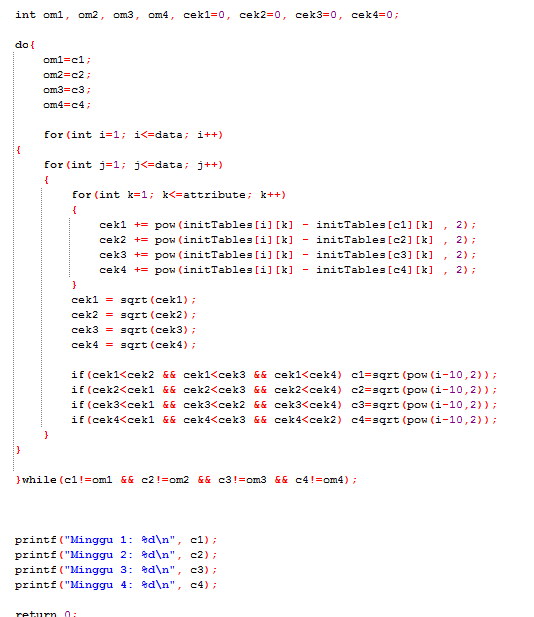 int om1, om2, om3, om4, cek1=0, cek2=0, cek3=0, cek4=0;
do{
om1=c1;
om2=c2;
om3=c3;
om4=c4;
for(int i=1; i<=data; i++)
{
for(int j=1; j<=data; j++)
{
for(int k=1; k<=attribute; k++)
{
cek1 += pow(initTables[i][k] - initTables[c1][k] , 2);
cek2 += pow(initTables[i][k] - initTables[c2][k] , 2);
cek3 += pow(initTables[i][k] - initTables[c3][k] , 2);
cek4 += pow(initTables[i][k] - initTables[c4][k] , 2);
}
cek1 = sqrt(cek1);
cek2 = sqrt(cek2);
cek3 = sqrt(cek3);
cek4 = sqrt(cek4);
if(cek1<cek2 && cek1<cek3 && cek1<cek4) c1=sqrt(pow(i-10,2));
if(cek2<cek1 && cek2<cek3 && cek2<cek4) c2=sqrt(pow(i-10,2));
if(cek3<cek1 && cek3<cek2 && cek3<cek4) c3=sqrt(pow(i-10,2));
if(cek4<cek1 && cek4<cek3 && cek4<cek2) c4=sqrt(pow(i-10,2));
}
}
}while(c1!=om1 && c2!=om2 && c3!=om3 && c4!=om4);
printf("Minggu 1: %d\n", c1);
printf("Minggu 2: %d\n", c2);
printf("Minggu 3: %d\n", c3);
printf("Minggu 4: %d\n", c4);
return 0;